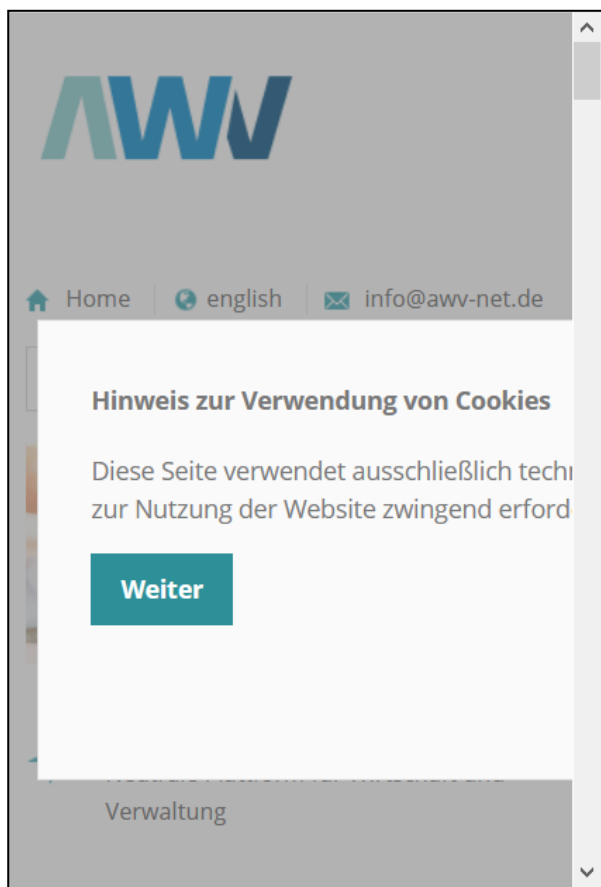 AWV
Home english info@awv-net.de
Hinweis zur Verwendung von Cookies
Diese Seite verwendet ausschließlich
zur Nutzung der Website zwingend
Weiter
Verwaltung